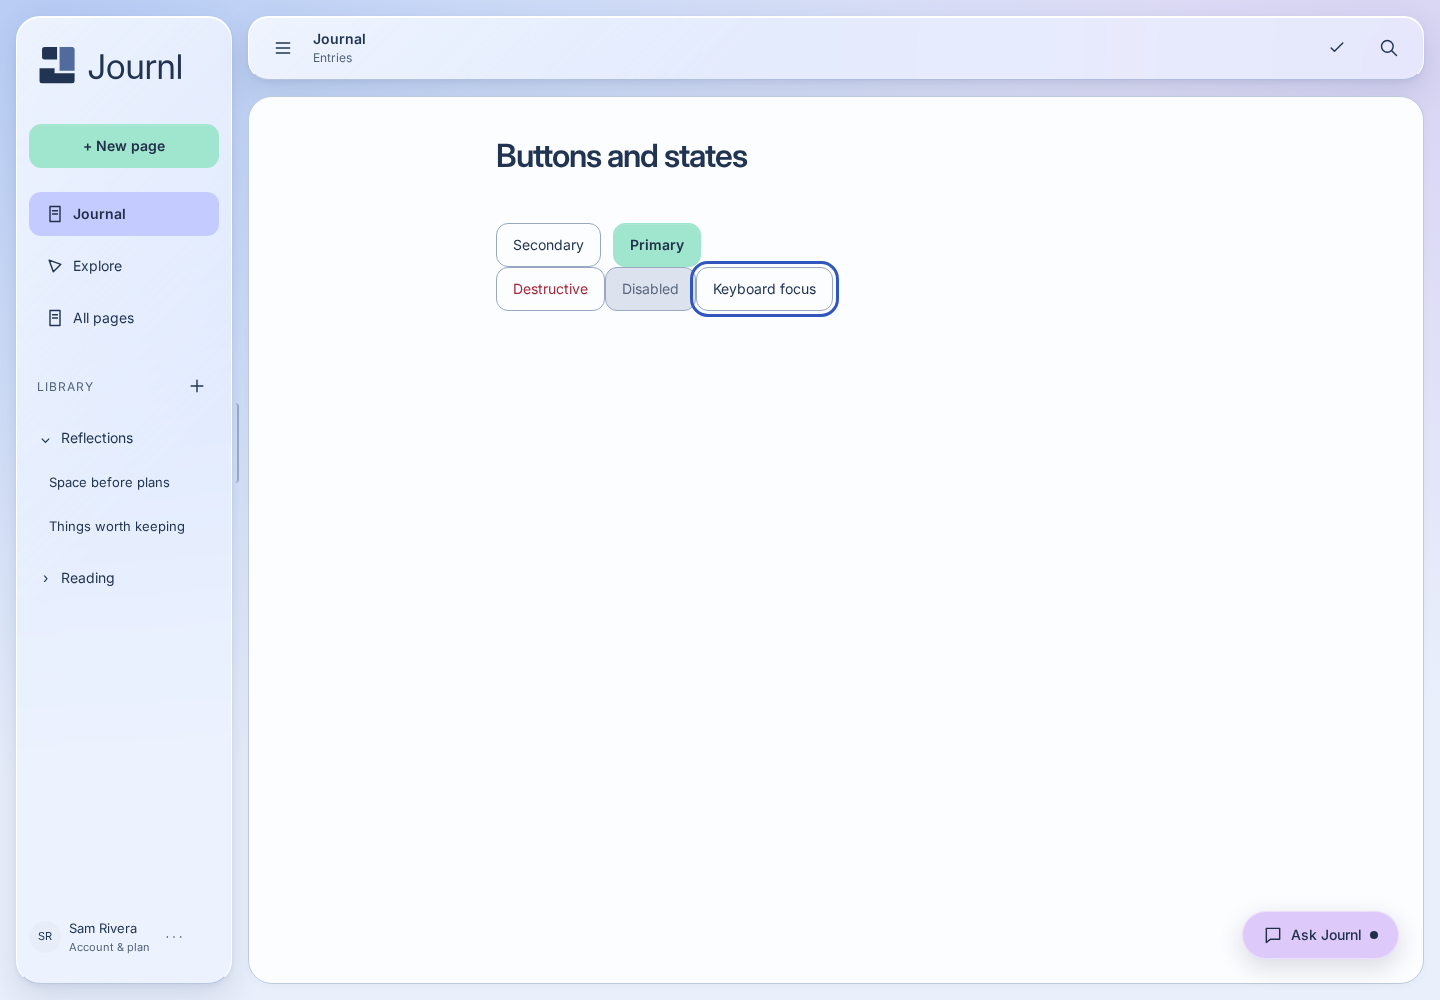 Journl
+ New page
Journal
Explore
All pages
LIBRARY
Reflections
Space before plans
Things worth keeping
Reading
SR
Sam Rivera
Account & plan
Journal
Entries
Buttons and states
Secondary
Primary
Destructive
Disabled
Keyboard focus
Ask Journl